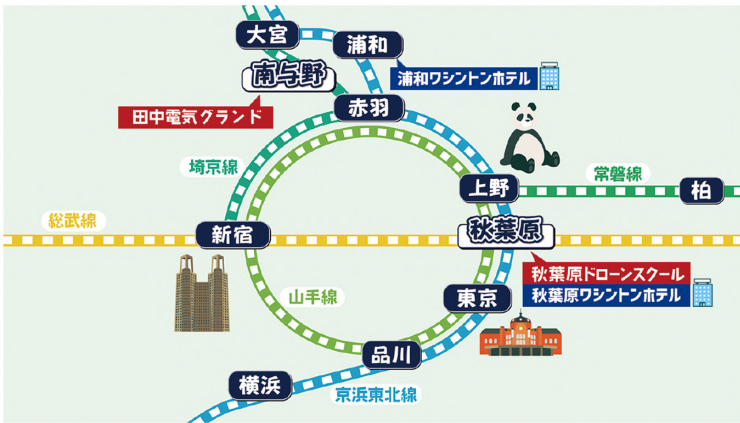 大宮
浦和
南与野
浦和ワシントンホテル
赤羽
田中電気グランド
埼京線
常磐線
上野
柏
総武線
新宿
秋葉原
秋葉原ドローンスクール
秋葉原ワシントンホテル
山手線
東京
品川
横浜
京浜東北線